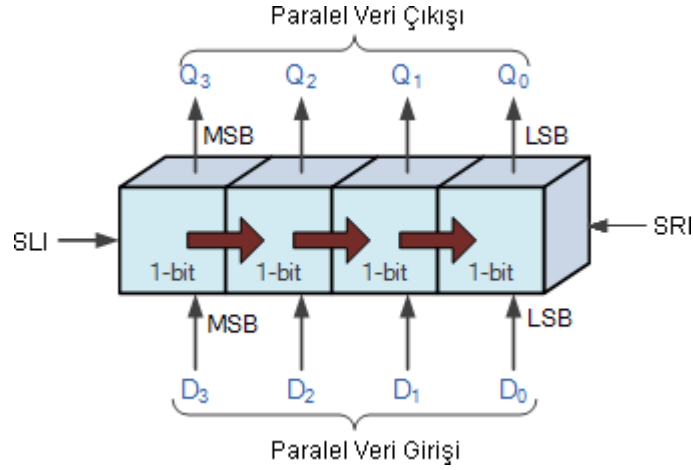 Paralel Veri Çıkışı
Q3 Q2 Q1 Q0
MSB LSB
SLI SRI
1-bit 1-bit 1-bit 1-bit
MSB LSB
D3 D2 D1 D0
Paralel Veri Girişi